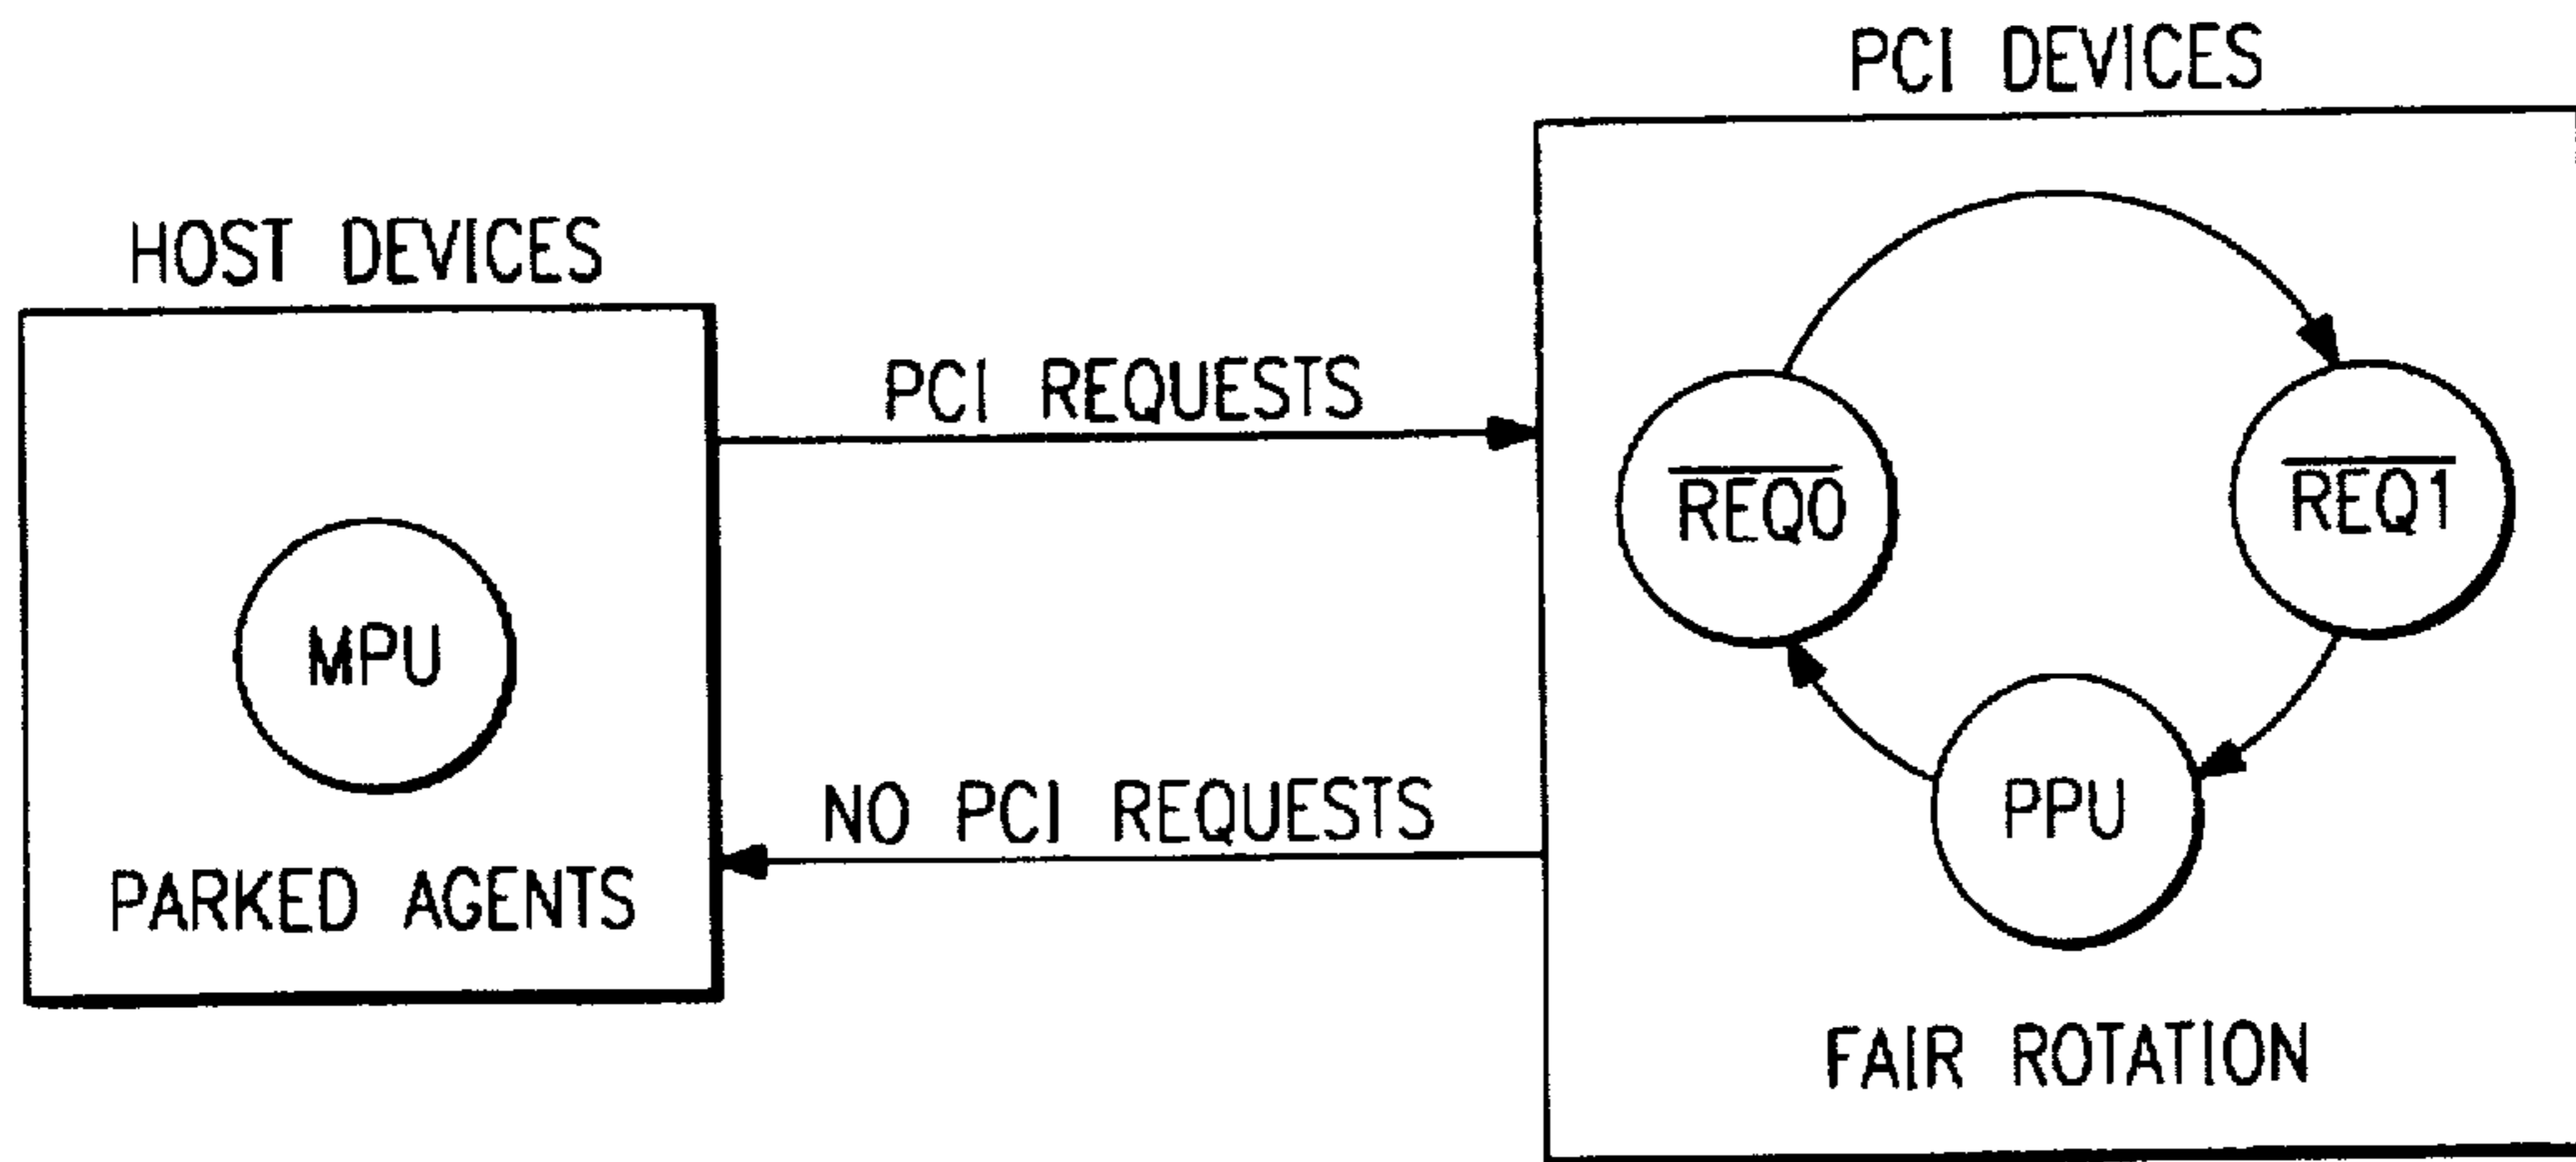 PCI DEVICES
HOST DEVICES
PCI REQUESTS
REQ0
REQ1
MPU
NO PCI REQUESTS
PPU
PARKED AGENTS
FAIR ROTATION